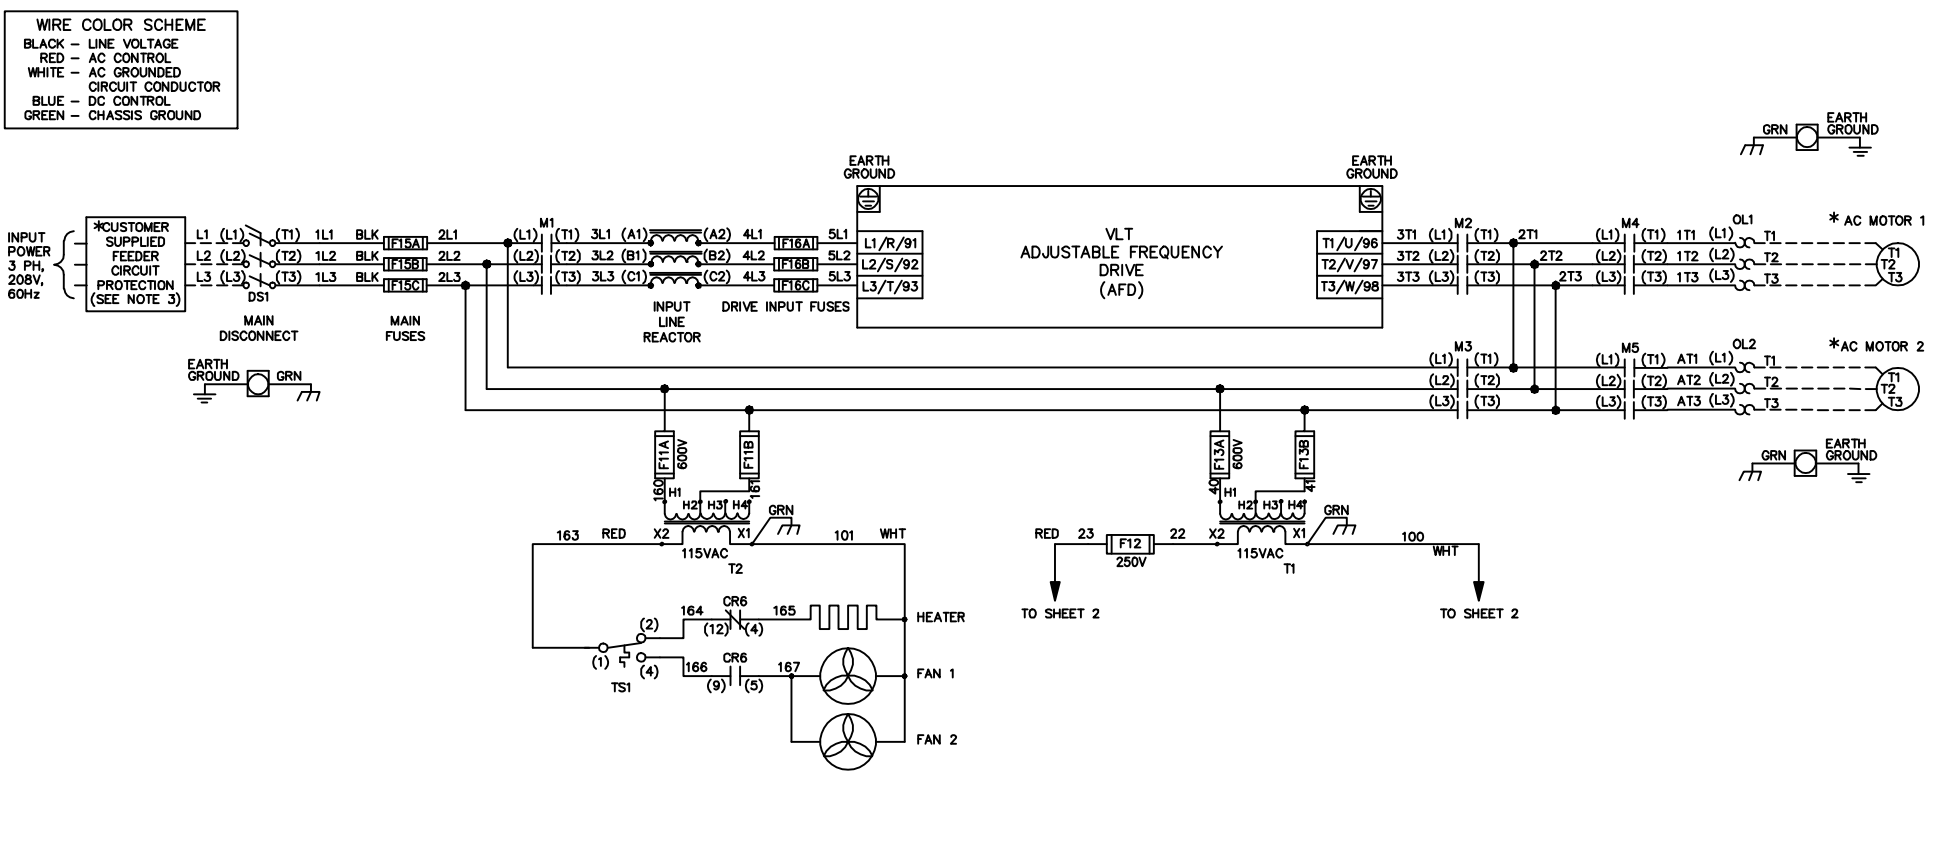 WIRE COLOR SCHEME
BLACK – LINE VOLTAGE
RED – AC CONTROL
WHITE – AC GROUNDED
CIRCUIT CONDUCTOR
BLUE – DC CONTROL
GREEN – CHASSIS GROUND
INPUT
POWER
3 PH,
208V,
60Hz
*CUSTOMER
SUPPLIED
FEEDER
CIRCUIT
PROTECTION
(SEE NOTE 3)
L1 (L1) (T1) 1L1 BLK F15A 2L1 (L1) M1 (T1) 3L1 (A1) (A2) 4L1 F16A 5L1 L1/R/91
L2 (L2) (T2) 1L2 BLK F15B 2L2 (L2) (T2) 3L2 (B1) (B2) 4L2 F16B 5L2 L2/S/92
L3 (L3) (T3) 1L3 BLK F15C 2L3 (L3) (T3) 3L3 (C1) (C2) 4L3 F16C 5L3 L3/T/93
DS1
MAIN
DISCONNECT
MAIN
FUSES
INPUT
LINE
REACTOR
DRIVE INPUT FUSES
EARTH
GROUND
GRN
EARTH
GROUND
VLT
ADJUSTABLE FREQUENCY
DRIVE
(AFD)
EARTH
GROUND
T1/U/96 3T1 (L1) M2 (T1) 2T1 (L1) M4 (T1) 1T1 (L1) OL1 T1
T2/V/97 3T2 (L2) (T2) 2T2 (L2) (T2) 1T2 (L2) T2
T3/W/98 3T3 (L3) (T3) 2T3 (L3) (T3) 1T3 (L3) T3
GRN
EARTH
GROUND
* AC MOTOR 1
T1
T2
T3
M3 M5 OL2
(L1) (T1) (L1) (T1) AT1 (L1) T1
(L2) (T2) (L2) (T2) AT2 (L2) T2
(L3) (T3) (L3) (T3) AT3 (L3) T3
*AC MOTOR 2
T1
T2
T3
GRN
EARTH
GROUND
F11A
600V
F11B
160
161
H1 H2 H3 H4
GRN
163 RED X2 X1 101 WHT
115VAC
T2
164 CR6 165
(12) (4)
HEATER
(2)
(1)
(4)
TS1
166 CR6 167
(9) (5)
FAN 1
FAN 2
F13A
600V
F13B
40
41
H1 H2 H3 H4
GRN
RED 23 F12 22 X2 X1 100
WHT
250V
115VAC
T1
TO SHEET 2
TO SHEET 2